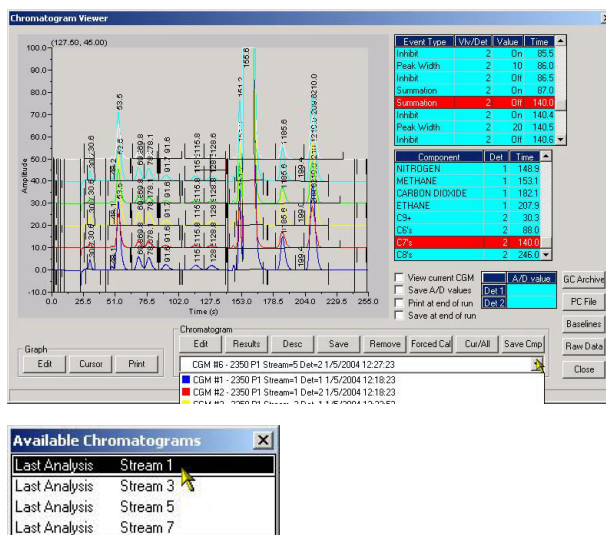 Chromatogram Viewer
(127.50, 45.00)
100.0
90.0
80.0
70.0
60.0
50.0
40.0
30.0
20.0
10.0
0.0
-10.0
Amplitude
0.0 25.5 51.0 76.5 102.0 127.5 153.0 178.5 204.0 229.5 255.0
Time (s)
53.5
155.6
185.6
Event Type Vlv/Det Value Time
Inhibit 2 On 85.5
Peak Width 2 10 86.0
Inhibit 2 Off 86.5
Summation 2 On 87.0
Summation 2 Off 140.0
Inhibit 2 On 140.4
Peak Width 2 20 140.5
Inhibit 2 Off 140.6
Component Det Time
NITROGEN 1 148.9
METHANE 1 153.1
CARBON DIOXIDE 1 182.1
ETHANE 1 207.9
C9+ 2 30.3
C6's 2 88.0
C7's 2 140.0
C8's 2 246.0
View current CGM
Save A/D values
Print at end of run
Save at end of run
A/D value
Det 1
Det 2
GC Archive
PC File
Baselines
Raw Data
Close
Graph
Edit Cursor Print
Chromatogram
Edit Results Desc Save Remove Forced Cal Cur/All Save Cmp
CGM #6 - 2350 P1 Stream=5 Det=2 1/5/2004 12:27:23
CGM #1 - 2350 P1 Stream=1 Det=1 1/5/2004 12:18:23
CGM #2 - 2350 P1 Stream=1 Det=2 1/5/2004 12:18:23
Available Chromatograms
Last Analysis Stream 1
Last Analysis Stream 3
Last Analysis Stream 5
Last Analysis Stream 7